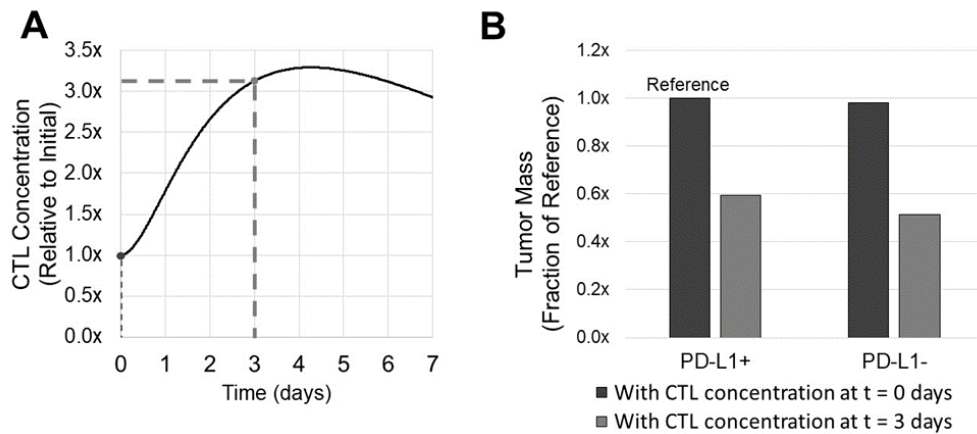 A
CTL Concentration
(Relative to Initial)
3.5x
3.0x
2.5x
2.0x
1.5x
1.0x
0.5x
0.0x
0 1 2 3 4 5 6 7
Time (days)
B
Tumor Mass
(Fraction of Reference)
1.2x
1.0x
0.8x
0.6x
0.4x
0.2x
0.0x
Reference
PD-L1+ PD-L1-
With CTL concentration at t = 0 days
With CTL concentration at t = 3 days